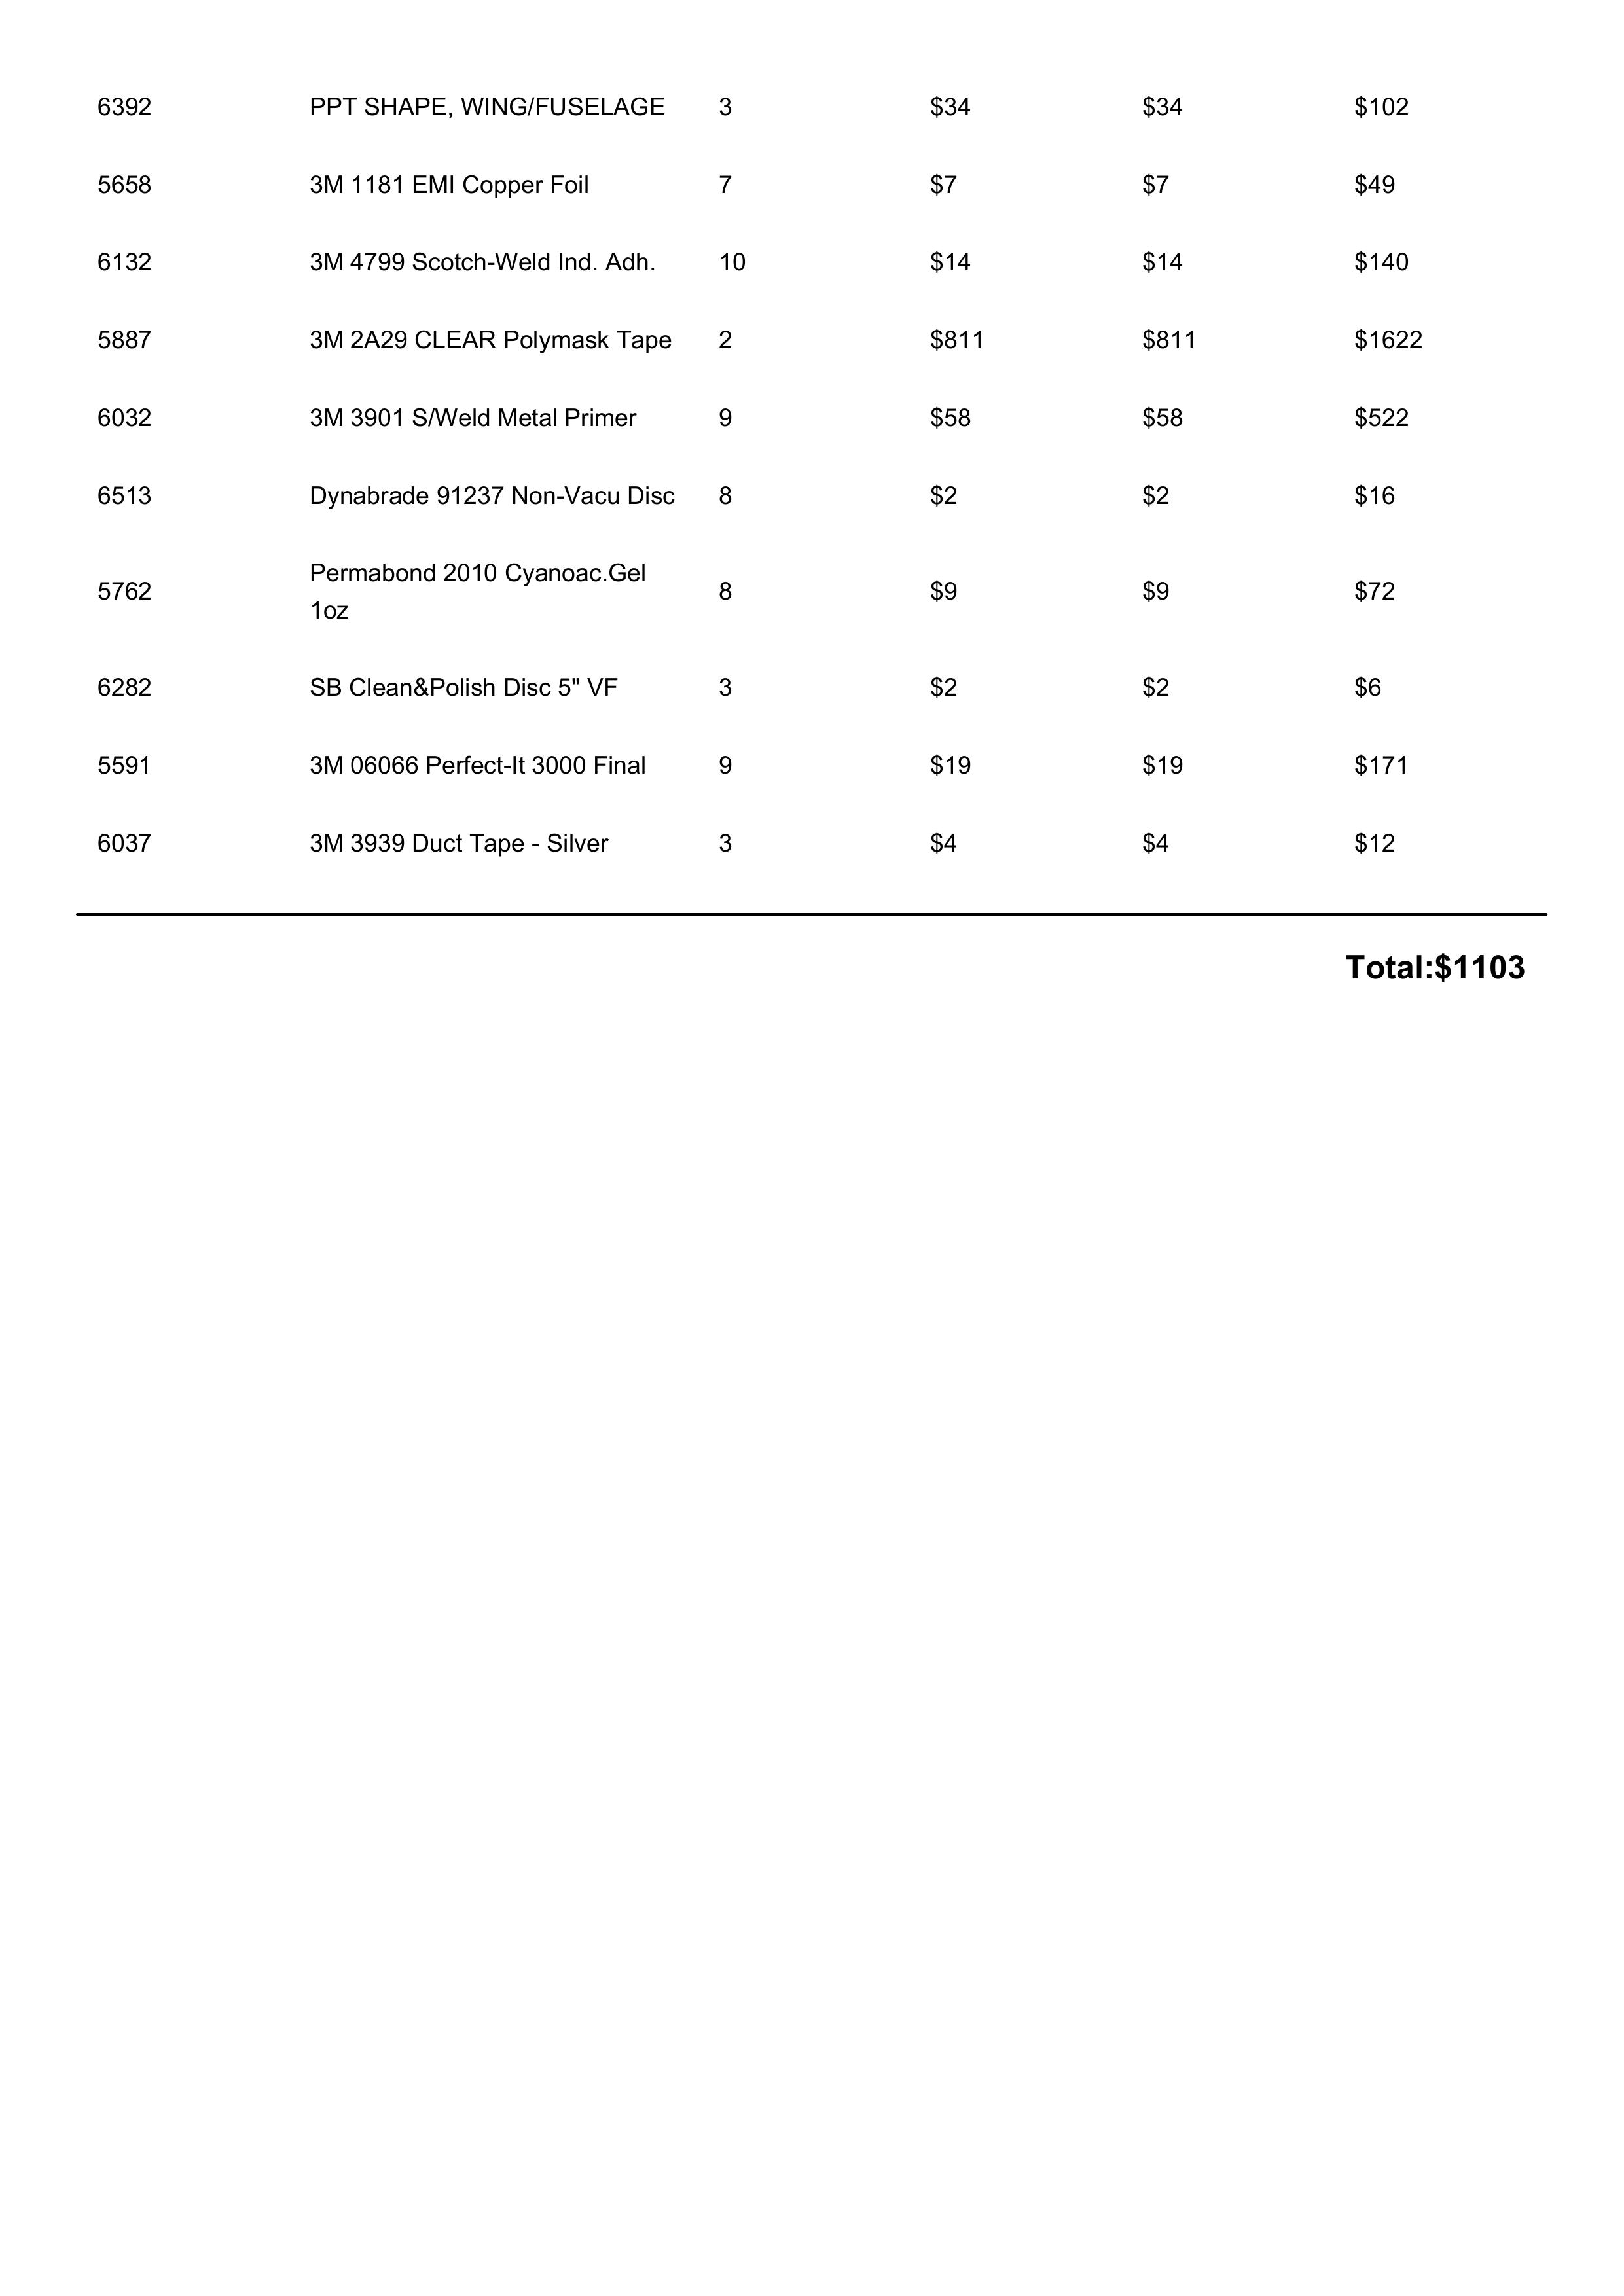 6392 PPT SHAPE, WING/FUSELAGE 3 $34 $34 $102
5658 3M 1181 EMI Copper Foil 7 $7 $7 $49
6132 3M 4799 Scotch-Weld Ind. Adh. 10 $14 $14 $140
5887 3M 2A29 CLEAR Polymask Tape 2 $811 $811 $1622
6032 3M 3901 S/Weld Metal Primer 9 $58 $58 $522
6513 Dynabrade 91237 Non-Vacu Disc 8 $2 $2 $16
5762 Permabond 2010 Cyanoac.Gel 8 $9 $9 $72
1oz
6282 SB Clean&Polish Disc 5" VF 3 $2 $2 $6
5591 3M 06066 Perfect-It 3000 Final 9 $19 $19 $171
6037 3M 3939 Duct Tape - Silver 3 $4 $4 $12
Total:$1103